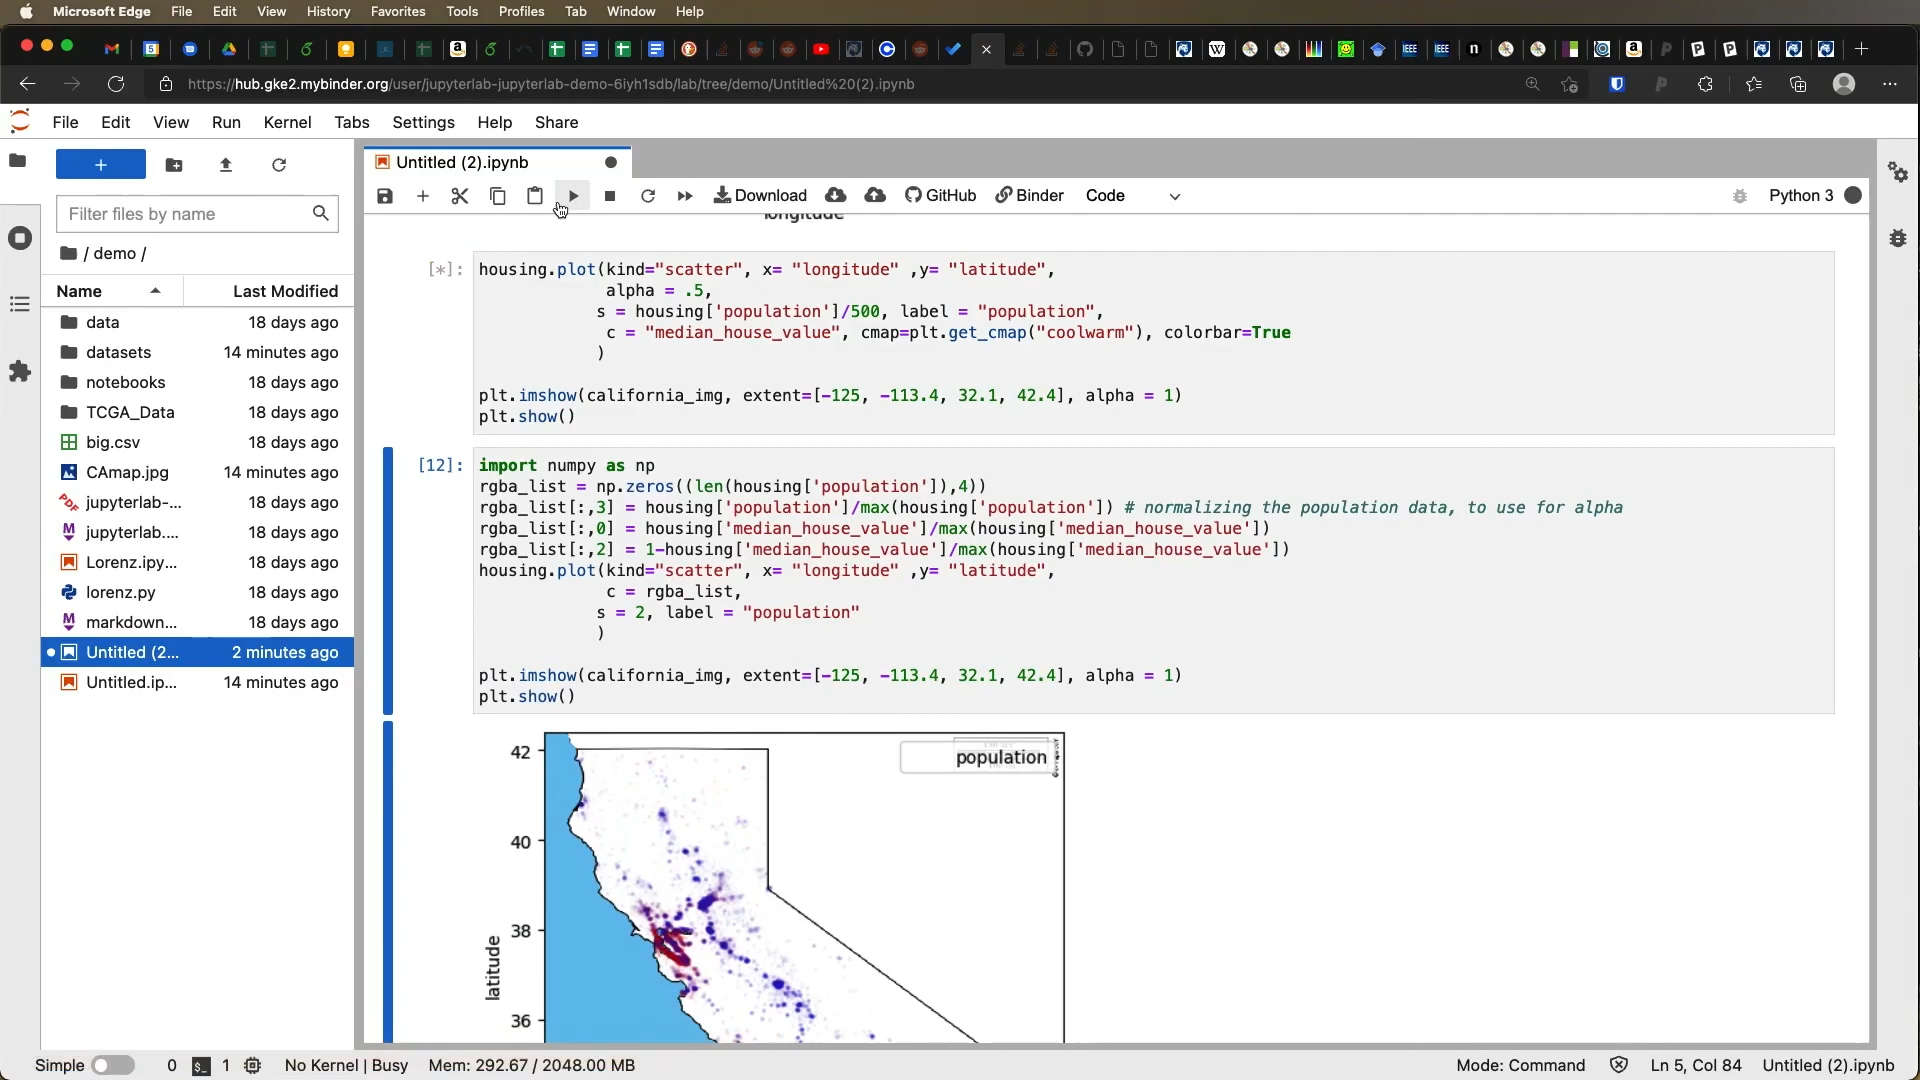 Microsoft Edge File Edit View History Favorites Tools Profiles Tab Window Help
https://hub.gke2.mybinder.org/user/jupyterlab-jupyterlab-demo-6iyh1sdb/lab/tree/demo/Untitled%20(2).ipynb
File Edit View Run Kernel Tabs Settings Help Share
Untitled (2).ipynb
Download GitHub Binder Code Python 3
Filter files by name
/ demo /
Name Last Modified
data 18 days ago
datasets 14 minutes ago
notebooks 18 days ago
TCGA_Data 18 days ago
big.csv 18 days ago
CAmap.jpg 14 minutes ago
jupyterlab-... 18 days ago
jupyterlab.... 18 days ago
Lorenz.ipy... 18 days ago
lorenz.py 18 days ago
markdown... 18 days ago
Untitled (2... 2 minutes ago
Untitled.ip... 14 minutes ago
longitude
[*]: housing.plot(kind="scatter", x= "longitude" ,y= "latitude",
alpha = .5,
s = housing['population']/500, label = "population",
c = "median_house_value", cmap=plt.get_cmap("coolwarm"), colorbar=True
)
plt.imshow(california_img, extent=[-125, -113.4, 32.1, 42.4], alpha = 1)
plt.show()
[12]: import numpy as np
rgba_list = np.zeros((len(housing['population']),4))
rgba_list[:,3] = housing['population']/max(housing['population']) # normalizing the population data, to use for alpha
rgba_list[:,0] = housing['median_house_value']/max(housing['median_house_value'])
rgba_list[:,2] = 1-housing['median_house_value']/max(housing['median_house_value'])
housing.plot(kind="scatter", x= "longitude" ,y= "latitude",
c = rgba_list,
s = 2, label = "population"
)
plt.imshow(california_img, extent=[-125, -113.4, 32.1, 42.4], alpha = 1)
plt.show()
population
42
40
38
36
latitude
Simple 0 1 No Kernel | Busy Mem: 292.67 / 2048.00 MB Mode: Command Ln 5, Col 84 Untitled (2).ipynb